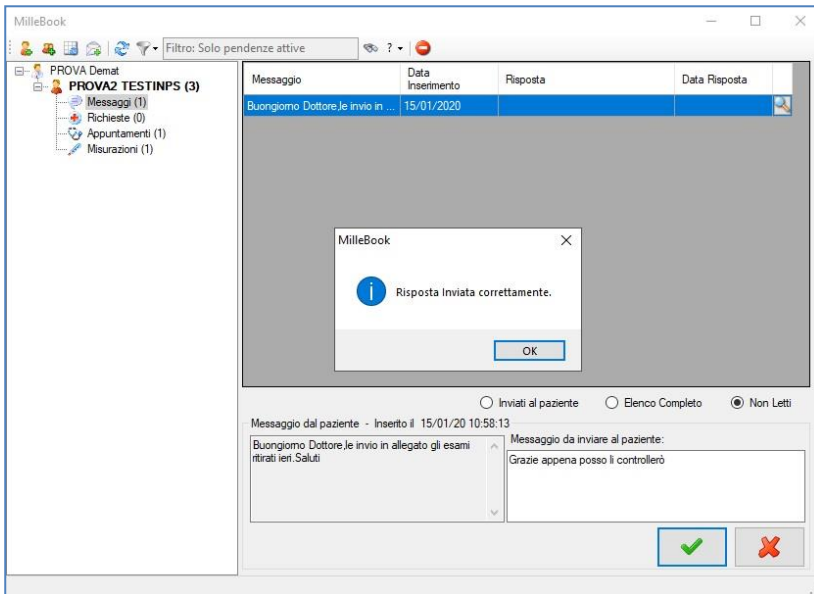 MilleBook
Filtro: Solo pendenze attive
?
PROVA Demat
PROVA2 TESTINPS (3)
Messaggi (1)
Richieste (0)
Appuntamenti (1)
Misurazioni (1)
Messaggio
Data
Inserimento
Risposta
Data Risposta
Buongiorno Dottore,le invio in ...
15/01/2020
MilleBook
Risposta Inviata correttamente.
OK
Inviati al paziente
Elenco Completo
Non Letti
Messaggio dal paziente - Inserito il 15/01/20 10:58:13
Buongiorno Dottore,le invio in allegato gli esami
ritirati ieri.Saluti
Messaggio da inviare al paziente:
Grazie appena posso li controllerò